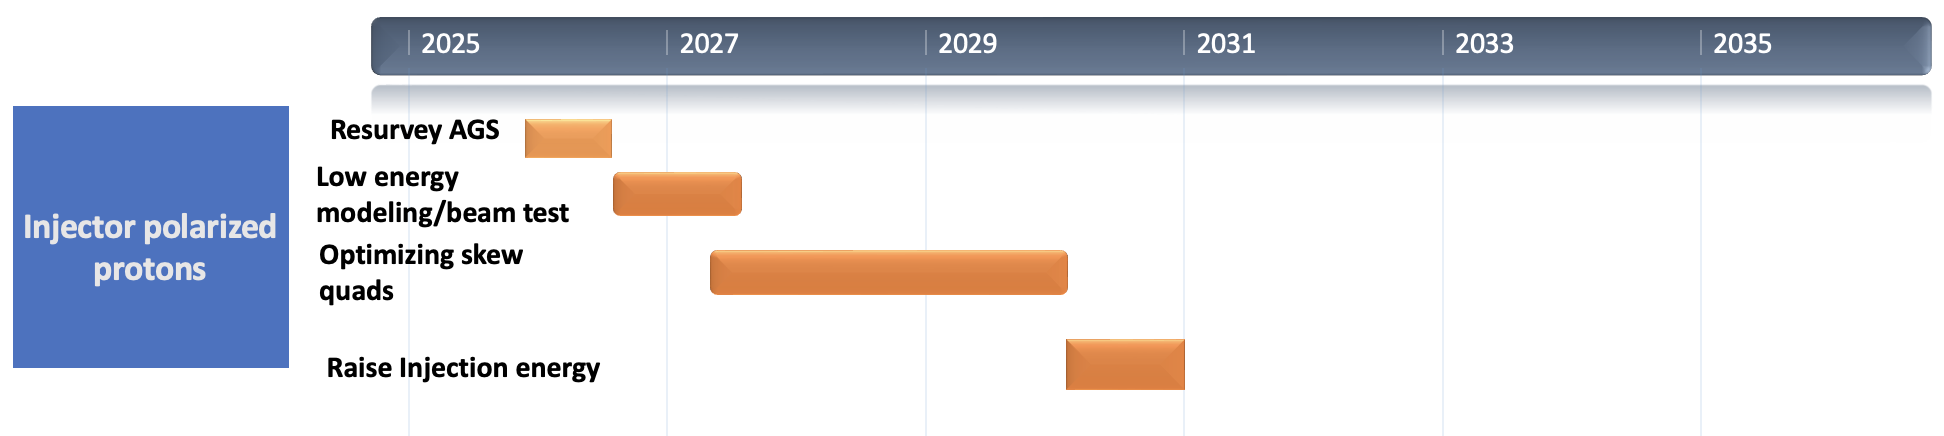 2025 2027 2029 2031 2033 2035
Injector polarized
protons
Resurvey AGS
Low energy
modeling/beam test
Optimizing skew
quads
Raise Injection energy